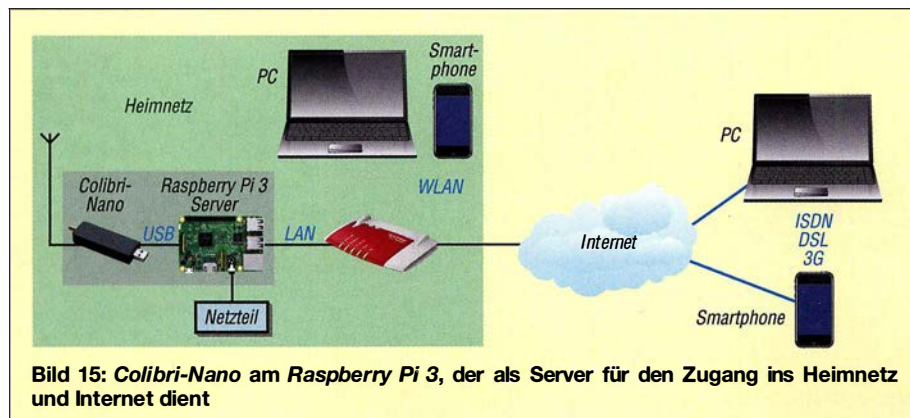 Smart-
phone
PC
Heimnetz
PC
Colibri-
Nano
Raspberry Pi 3
Server
WLAN
USB
LAN
Internet
ISDN
DSL
3G
Netzteil
Smartphone
Bild 15: Colibri-Nano am Raspberry Pi 3, der als Server für den Zugang ins Heimnetz
und Internet dient